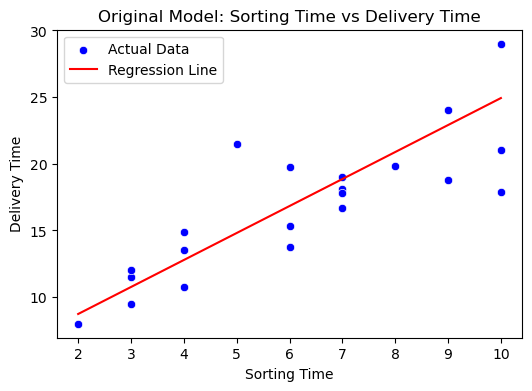 Original Model: Sorting Time vs Delivery Time
Actual Data
Regression Line
Delivery Time
30
25
20
15
10
2 3 4 5 6 7 8 9 10
Sorting Time